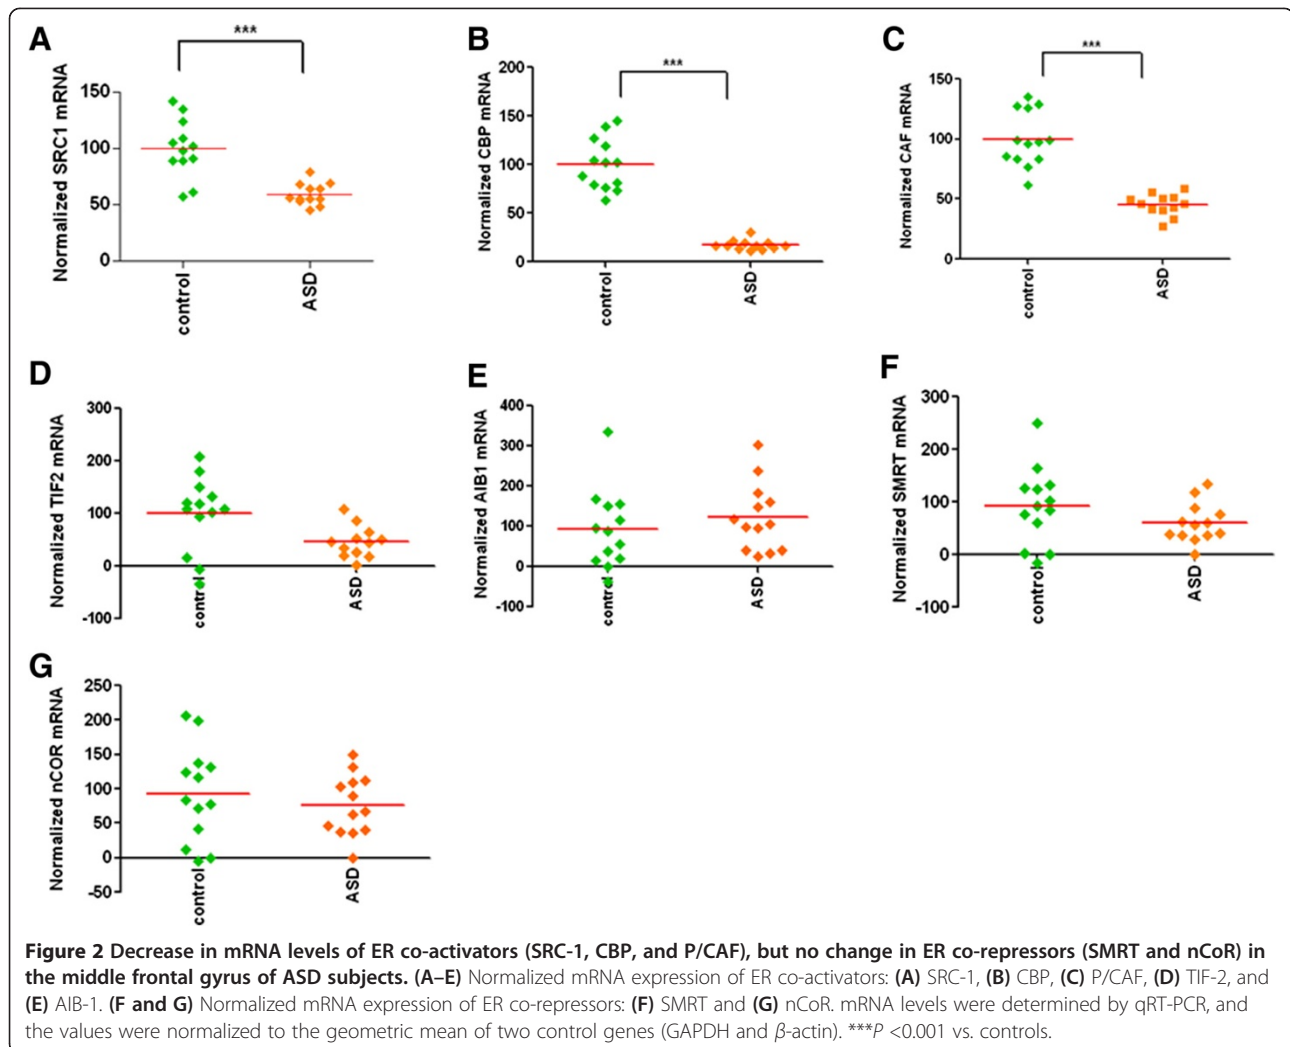 A
***
Normalized SRC1 mRNA
150
100
50
0
control
ASD
B
***
Normalized CBP mRNA
200
150
100
50
0
control
ASD
C
***
Normalized CAF mRNA
150
100
50
0
control
ASD
D
Normalized TIF2 mRNA
300
200
100
0
-100
control
ASD
E
Normalized AIB1 mRNA
400
300
200
100
0
-100
control
ASD
F
Normalized SMRT mRNA
300
200
100
0
-100
control
ASD
G
Normalized nCOR mRNA
250
200
150
100
50
0
-50
control
ASD
Figure 2 Decrease in mRNA levels of ER co-activators (SRC-1, CBP, and P/CAF), but no change in ER co-repressors (SMRT and nCoR) in
the middle frontal gyrus of ASD subjects. (A–E) Normalized mRNA expression of ER co-activators: (A) SRC-1, (B) CBP, (C) P/CAF, (D) TIF-2, and
(E) AIB-1. (F and G) Normalized mRNA expression of ER co-repressors: (F) SMRT and (G) nCoR. mRNA levels were determined by qRT-PCR, and
the values were normalized to the geometric mean of two control genes (GAPDH and β-actin). ***P <0.001 vs. controls.